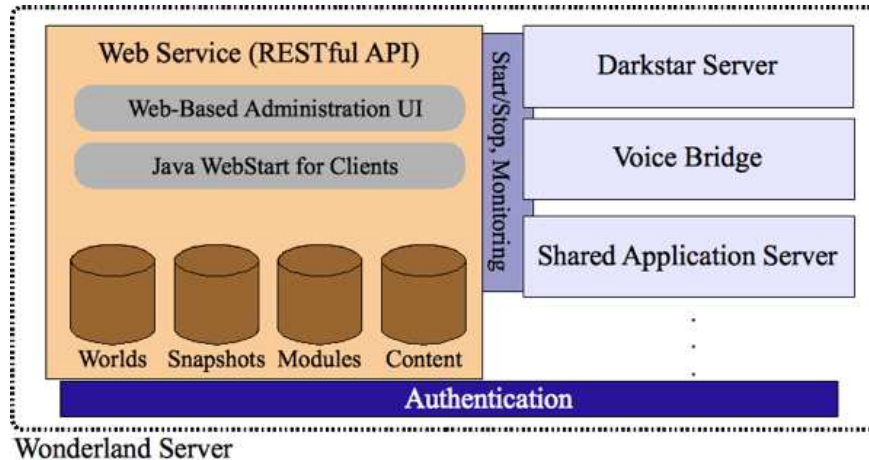 Web Service (RESTful API)
Web-Based Administration UI
Java WebStart for Clients
Worlds
Snapshots
Modules
Content
Start/Stop, Monitoring
Darkstar Server
Voice Bridge
Shared Application Server
Authentication
Wonderland Server